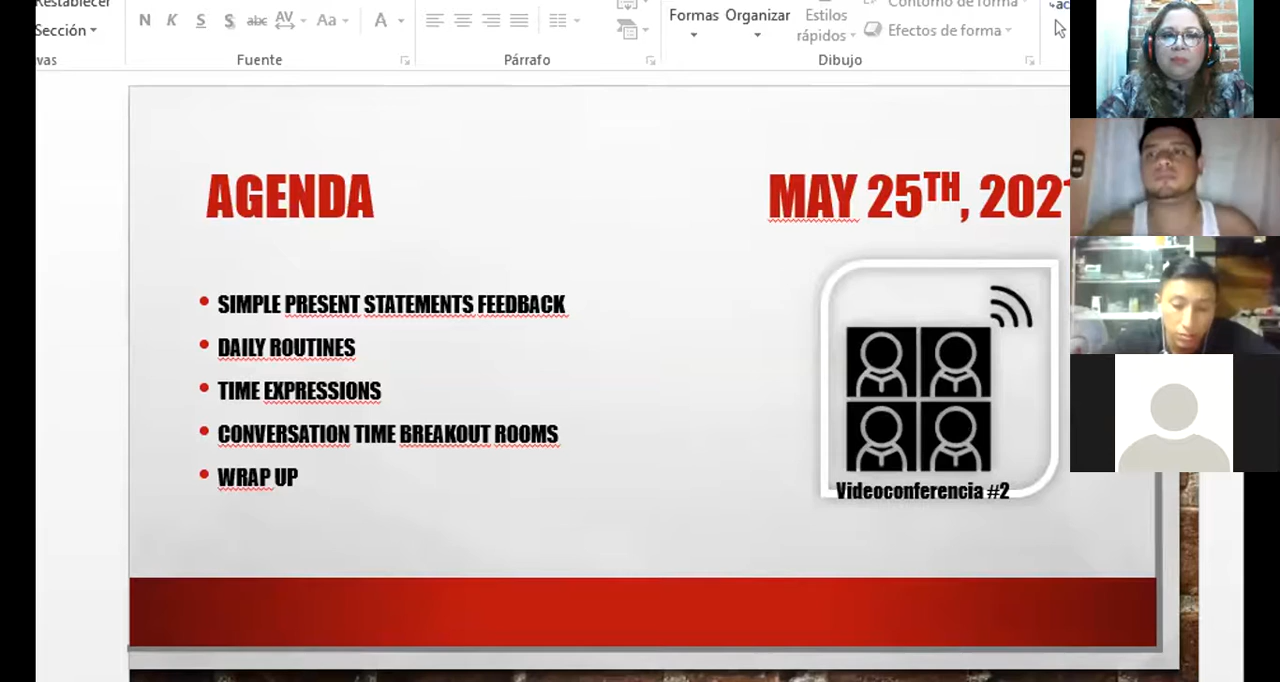 Restablecer
Sección
vas
N K S S abc AV Aa A
Fuente
Párrafo
Formas Organizar Estilos rápidos
Contorno de forma
Efectos de forma
Dibujo
AGENDA
MAY 25TH, 2021
• SIMPLE PRESENT STATEMENTS FEEDBACK
• DAILY ROUTINES
• TIME EXPRESSIONS
• CONVERSATION TIME BREAKOUT ROOMS
• WRAP UP
Videoconferencia #2